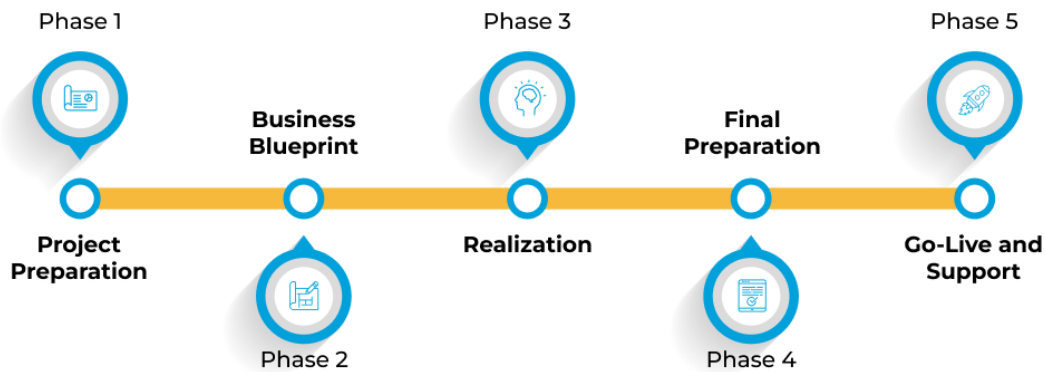 Phase 1
Phase 3
Phase 5
Business
Blueprint
Final
Preparation
Project
Preparation
Realization
Go-Live and
Support
Phase 2
Phase 4